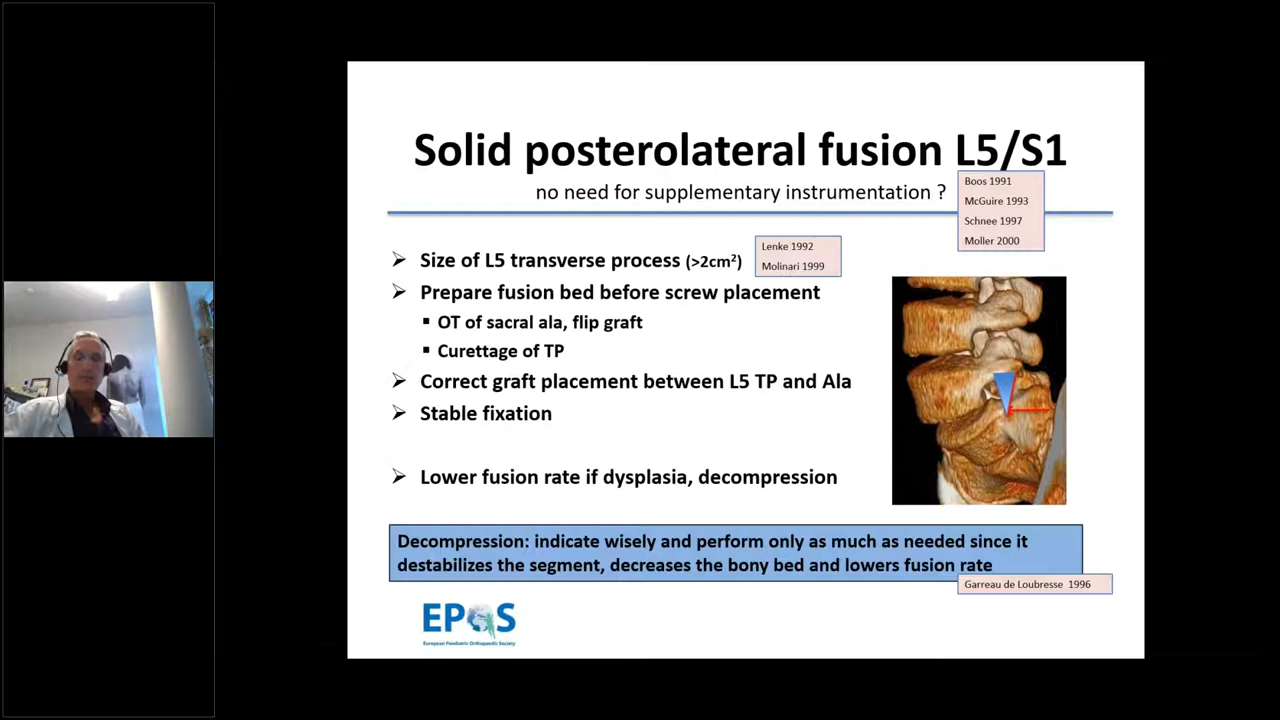 Solid posterolateral fusion L5/S1
no need for supplementary instrumentation ?
Boos 1991
McGuire 1993
Schnee 1997
Moller 2000
➢ Size of L5 transverse process (>2cm²)
Lenke 1992
Molinari 1999
➢ Prepare fusion bed before screw placement
▪ OT of sacral ala, flip graft
▪ Curettage of TP
➢ Correct graft placement between L5 TP and Ala
➢ Stable fixation
➢ Lower fusion rate if dysplasia, decompression
Decompression: indicate wisely and perform only as much as needed since it
destabilizes the segment, decreases the bony bed and lowers fusion rate
Garreau de Loubresse 1996
EPOS
European Paediatric Orthopaedic Society